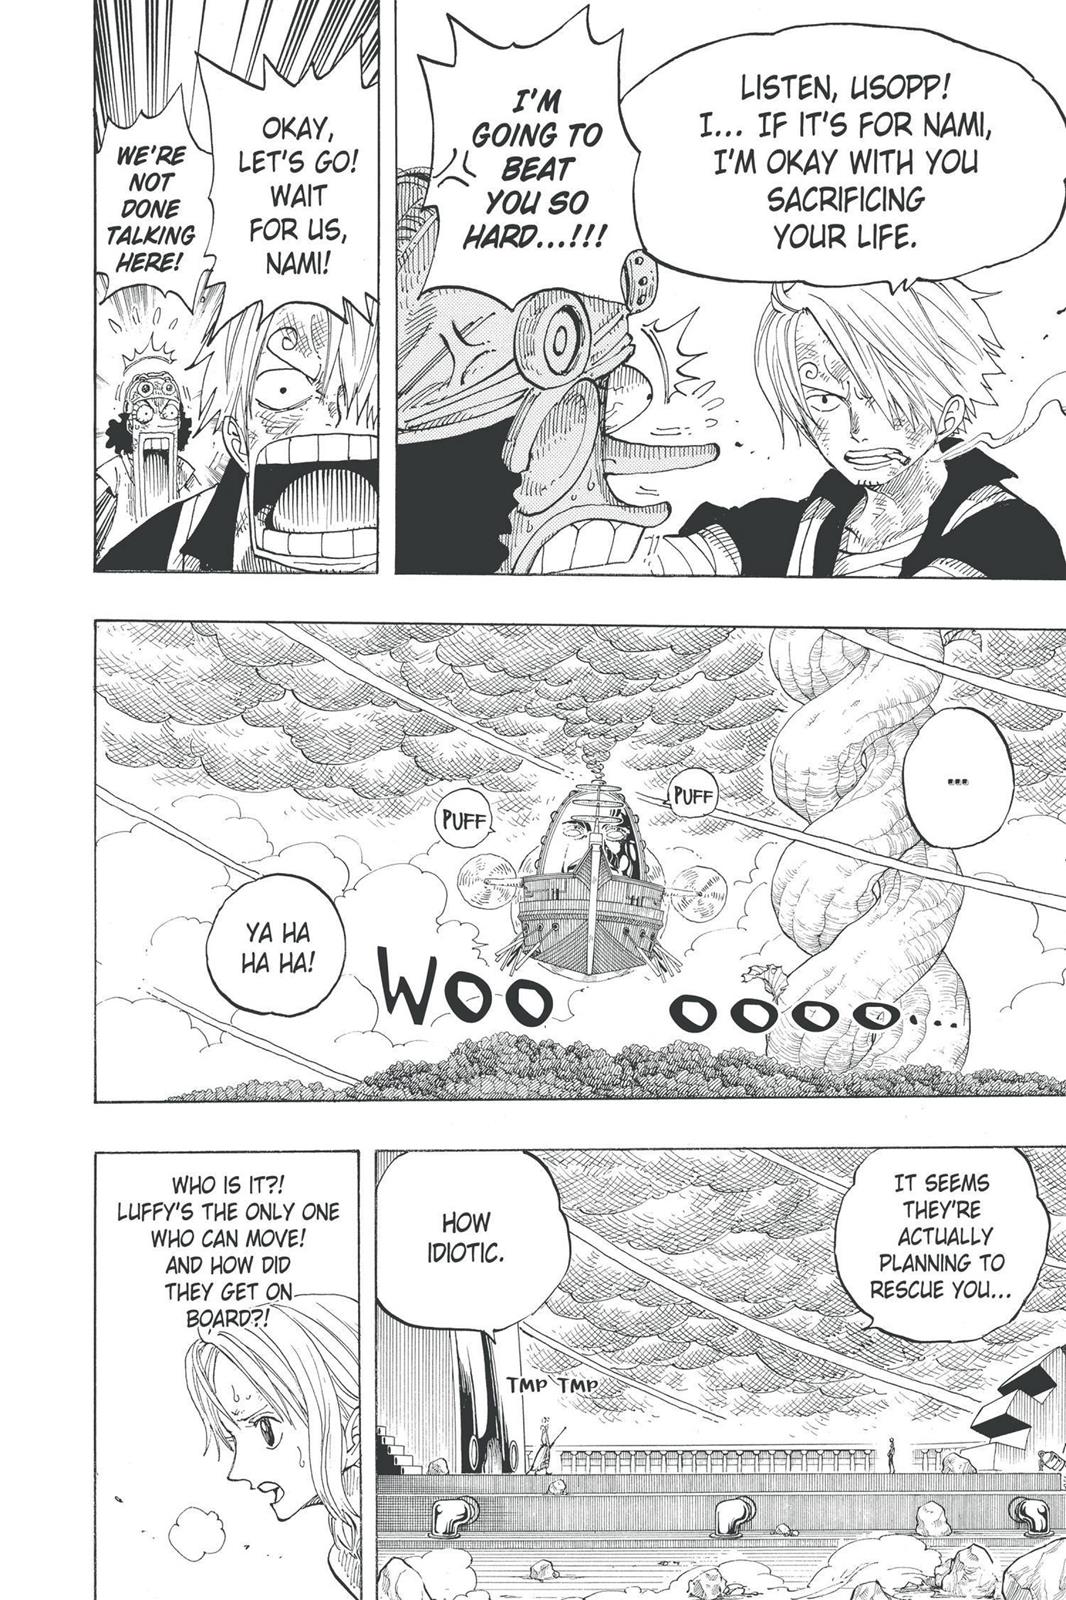 LISTEN, USOPP!
I... IF IT'S FOR NAMI,
I'M OKAY WITH YOU
SACRIFICING
YOUR LIFE.
I'M
GOING TO
BEAT
YOU SO
HARD...!!!
OKAY,
LET'S GO!
WAIT
FOR US,
NAMI!
WE'RE
NOT
DONE
TALKING
HERE!
......
PUFF
PUFF
YA HA
HA HA!
WOO OOOO...
IT SEEMS
THEY'RE
ACTUALLY
PLANNING TO
RESCUE YOU...
HOW
IDIOTIC.
TMP TMP
WHO IS IT?!
LUFFY'S THE ONLY ONE
WHO CAN MOVE!
AND HOW DID
THEY GET ON
BOARD?!